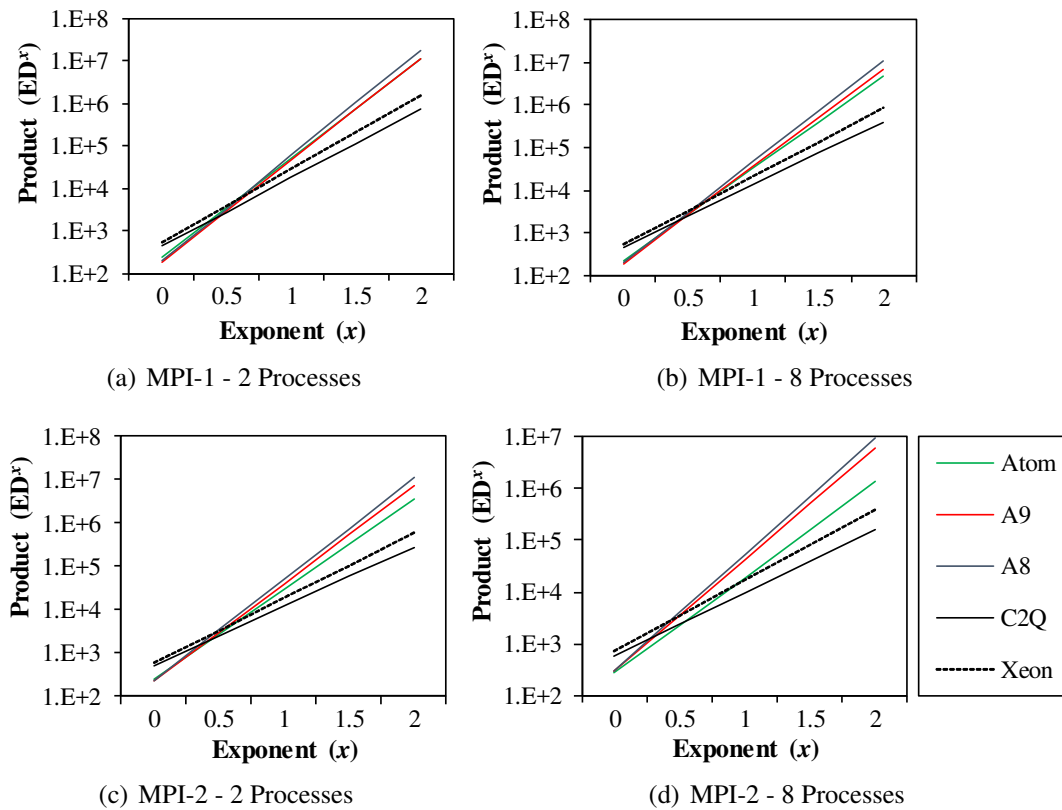 1.E+8
1.E+7
1.E+6
1.E+5
1.E+4
1.E+3
1.E+2
Product (ED^x)
0 0.5 1 1.5 2
Exponent (x)
(a) MPI-1 - 2 Processes
1.E+8
1.E+7
1.E+6
1.E+5
1.E+4
1.E+3
1.E+2
Product (ED^x)
0 0.5 1 1.5 2
Exponent (x)
(b) MPI-1 - 8 Processes
1.E+8
1.E+7
1.E+6
1.E+5
1.E+4
1.E+3
1.E+2
Product (ED^x)
0 0.5 1 1.5 2
Exponent (x)
(c) MPI-2 - 2 Processes
1.E+7
1.E+6
1.E+5
1.E+4
1.E+3
1.E+2
Product (ED^x)
0 0.5 1 1.5 2
Exponent (x)
(d) MPI-2 - 8 Processes
Atom
A9
A8
C2Q
Xeon